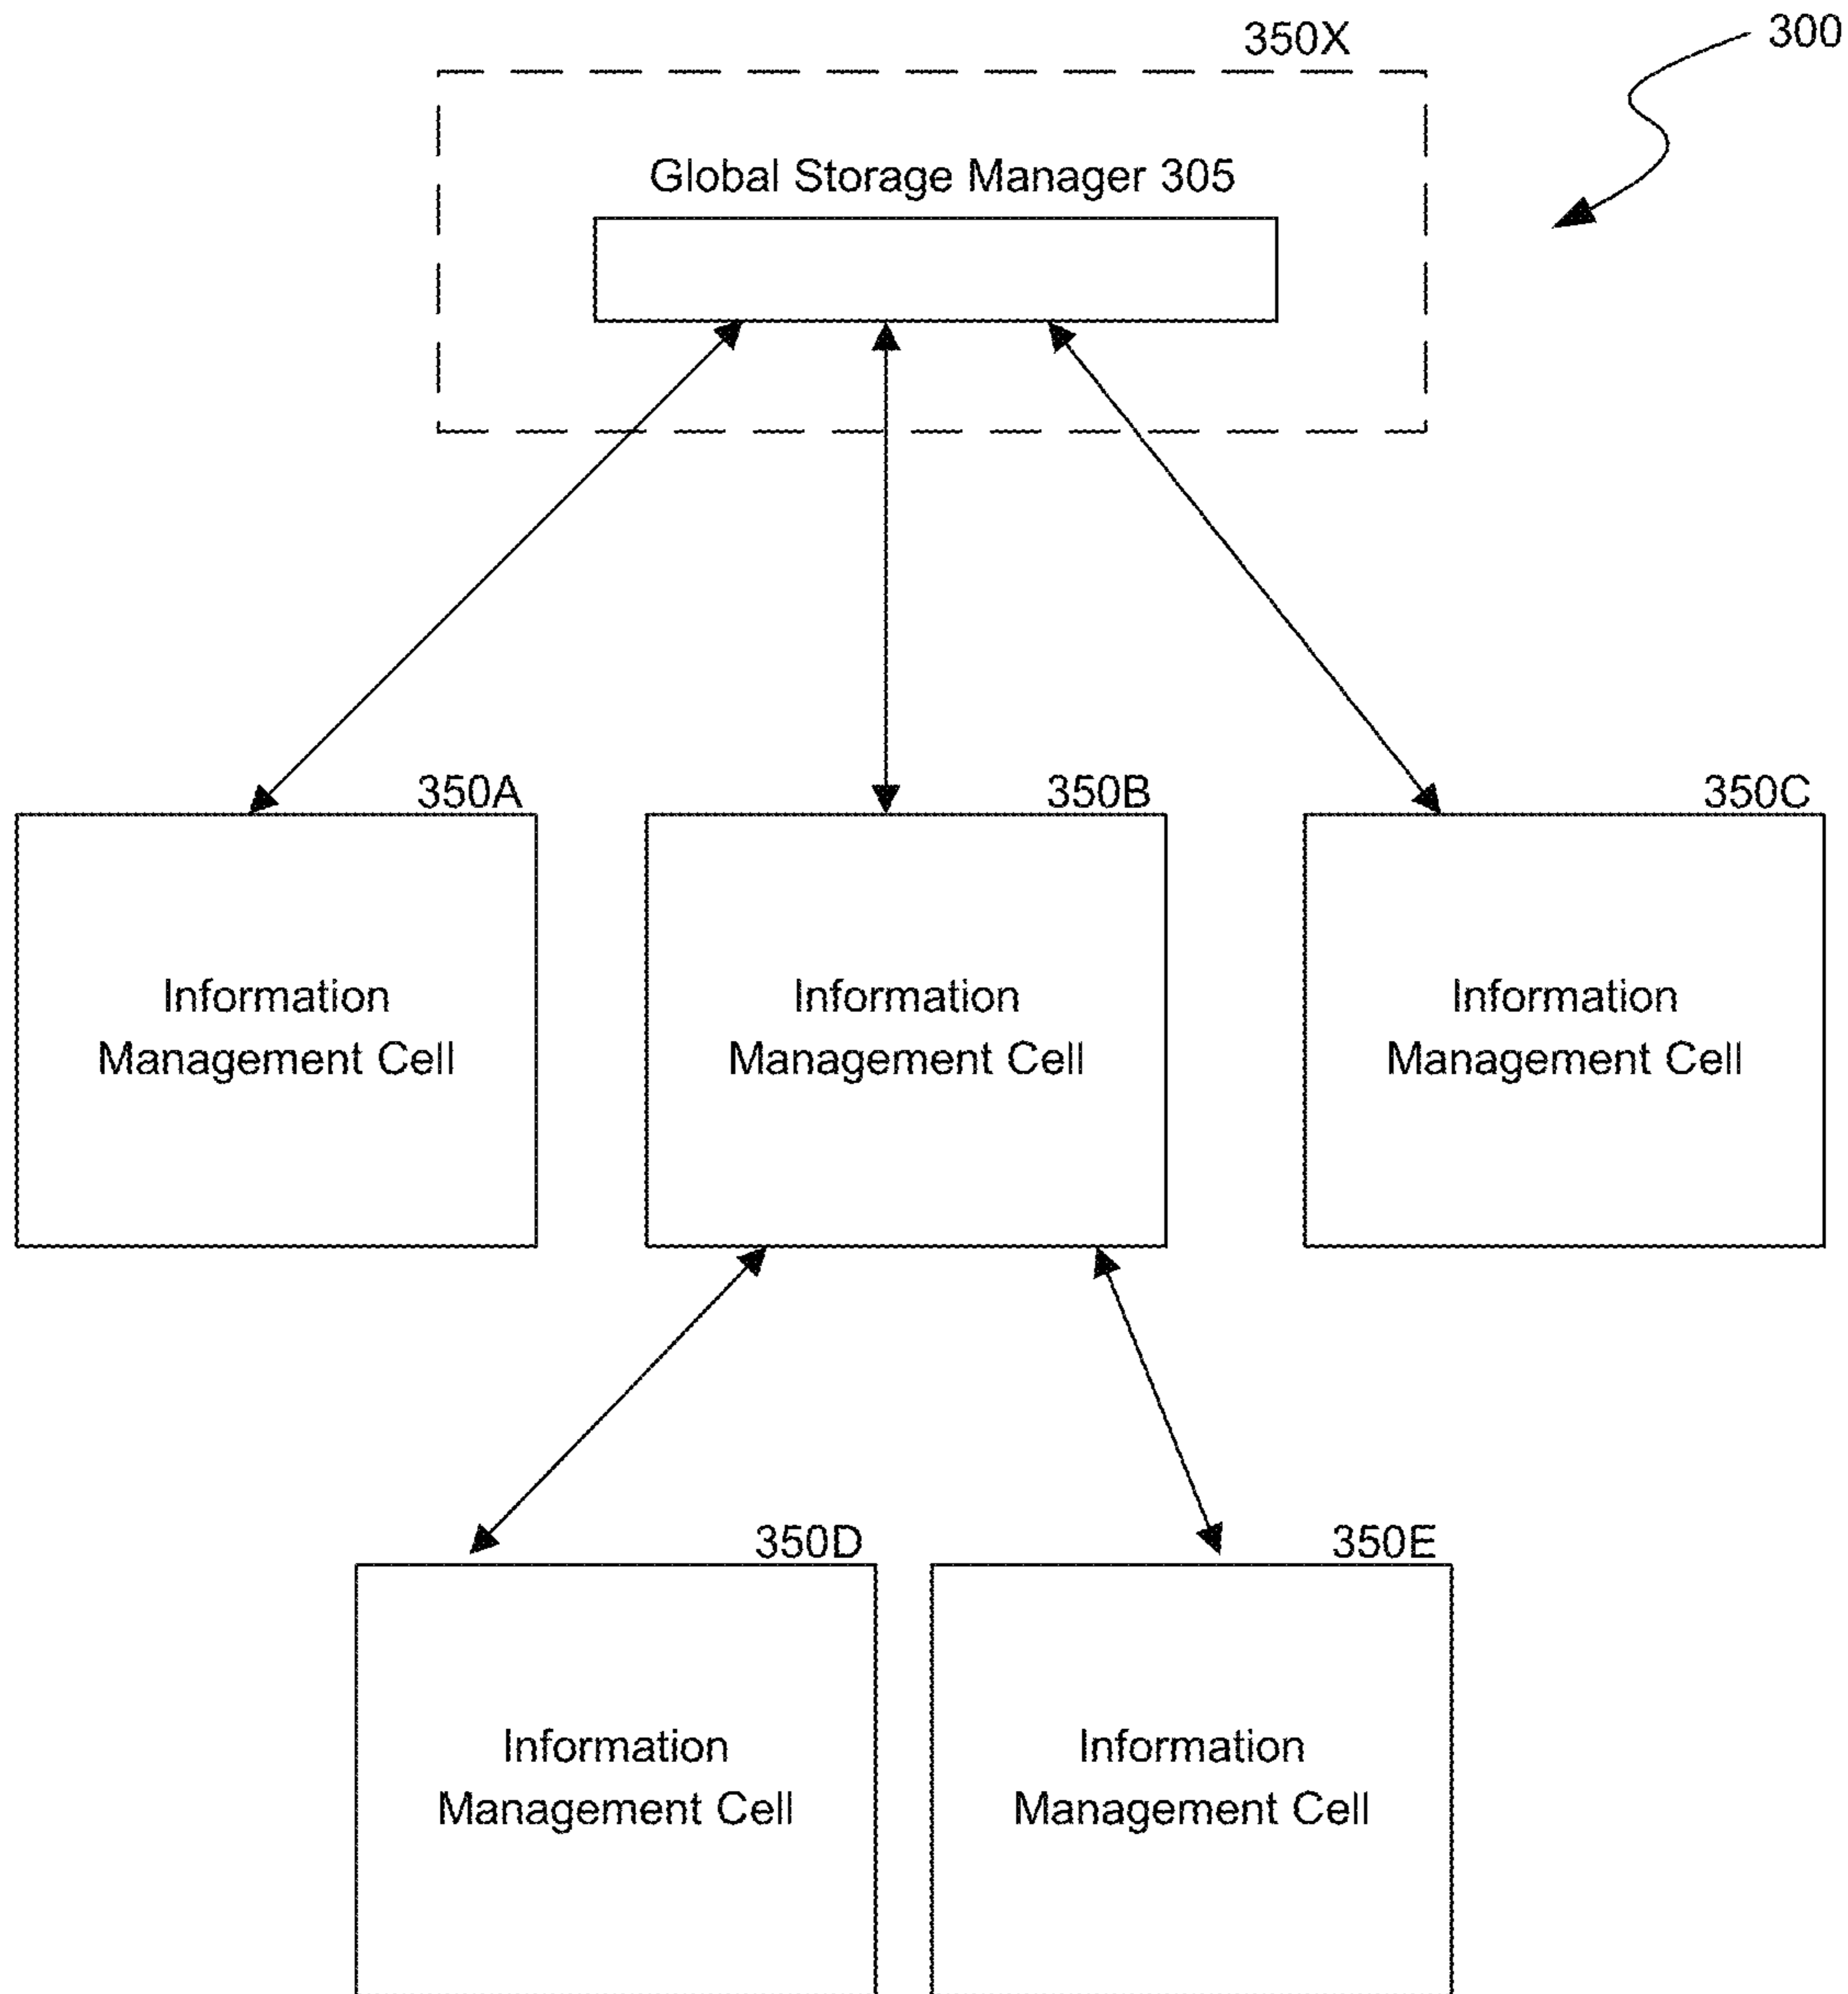 350X
300
Global Storage Manager 305
350A
350B
350C
Information
Management Cell
Information
Management Cell
Information
Management Cell
350D
350E
Information
Management Cell
Information
Management Cell